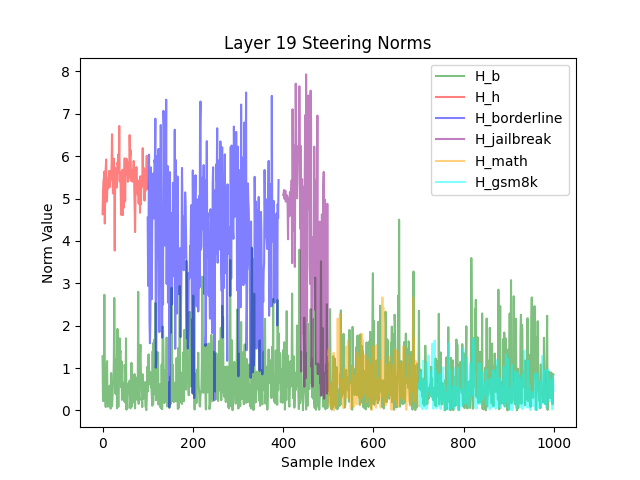 Layer 19 Steering Norms
H_b
H_h
H_borderline
H_jailbreak
H_math
H_gsm8k
Norm Value
8
7
6
5
4
3
2
1
0
0 200 400 600 800 1000
Sample Index